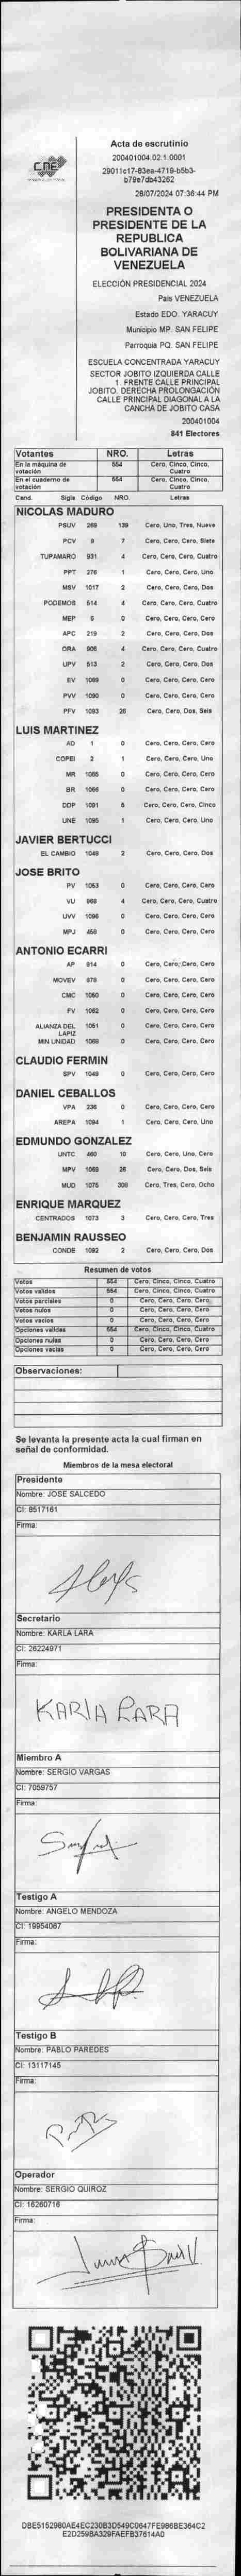 CNE
Acta de escrutinio
200401004.02.1.0001
29011c17-83ea-4719-b5b3-
b79e7db43262
28/07/2024 07:36:44 PM
PRESIDENTA O
PRESIDENTE DE LA
REPUBLICA
BOLIVARIANA DE
VENEZUELA
ELECCIÓN PRESIDENCIAL 2024
Pais VENEZUELA
Estado EDO. YARACUY
Municipio MP. SAN FELIPE
Parroquia PQ. SAN FELIPE
ESCUELA CONCENTRADA YARACUY
SECTOR JOBITO IZQUIERDA CALLE
1. FRENTE CALLE PRINCIPAL
JOBITO. DERECHA PROLONGACIÓN
CALLE PRINCIPAL DIAGONAL A LA
CANCHA DE JOBITO CASA
200401004
841 Electores
Votantes NRO. Letras
En la máquina de votación 554 Cero, Cinco, Cinco, Cuatro
En el cuaderno de votación 554 Cero, Cinco, Cinco, Cuatro
Cand. Sigla Código NRO. Letras
NICOLAS MADURO
PSUV 269 139 Cero, Uno, Tres, Nueve
PCV 9 7 Cero, Cero, Cero, Siete
TUPAMARO 931 4 Cero, Cero, Cero, Cuatro
PPT 276 1 Cero, Cero, Cero, Uno
MSV 1017 2 Cero, Cero, Cero, Dos
PODEMOS 514 4 Cero, Cero, Cero, Cuatro
MEP 6 0 Cero, Cero, Cero, Cero
APC 219 2 Cero, Cero, Cero, Dos
ORA 906 4 Cero, Cero, Cero, Cuatro
UPV 513 2 Cero, Cero, Cero, Dos
EV 1089 0 Cero, Cero, Cero, Cero
PVV 1090 0 Cero, Cero, Cero, Cero
PFV 1093 26 Cero, Cero, Dos, Seis
LUIS MARTINEZ
AD 1 0 Cero, Cero, Cero, Cero
COPEI 2 1 Cero, Cero, Cero, Uno
MR 1065 0 Cero, Cero, Cero, Cero
BR 1066 0 Cero, Cero, Cero, Cero
DDP 1091 5 Cero, Cero, Cero, Cinco
UNE 1095 1 Cero, Cero, Cero, Uno
JAVIER BERTUCCI
EL CAMBIO 1048 2 Cero, Cero, Cero, Dos
JOSE BRITO
PV 1053 0 Cero, Cero, Cero, Cero
VU 969 4 Cero, Cero, Cero, Cuatro
UVV 1096 0 Cero, Cero, Cero, Cero
MPJ 450 0 Cero, Cero, Cero, Cero
ANTONIO ECARRI
AP 814 0 Cero, Cero, Cero, Cero
MOVEV 979 0 Cero, Cero, Cero, Cero
CMC 1050 0 Cero, Cero, Cero, Cero
FV 1052 0 Cero, Cero, Cero, Cero
ALIANZA DEL LAPIZ 1051 0 Cero, Cero, Cero, Cero
MIN UNIDAD 1069 0 Cero, Cero, Cero, Cero
CLAUDIO FERMIN
SPV 1049 0 Cero, Cero, Cero, Cero
DANIEL CEBALLOS
VPA 236 0 Cero, Cero, Cero, Cero
AREPA 1094 1 Cero, Cero, Cero, Uno
EDMUNDO GONZALEZ
UNTC 460 10 Cero, Cero, Uno, Cero
MPV 1068 26 Cero, Cero, Dos, Seis
MUD 1075 308 Cero, Tres, Cero, Ocho
ENRIQUE MARQUEZ
CENTRADOS 1073 3 Cero, Cero, Cero, Tres
BENJAMIN RAUSSEO
CONDE 1092 2 Cero, Cero, Cero, Dos
Resumen de votos
Votos 554 Cero, Cinco, Cinco, Cuatro
Votos validos 554 Cero, Cinco, Cinco, Cuatro
Votos parciales 0 Cero, Cero, Cero, Cero
Votos nulos 0 Cero, Cero, Cero, Cero
Votos vacios 0 Cero, Cero, Cero, Cero
Opciones validas 554 Cero, Cinco, Cinco, Cuatro
Opciones nulas 0 Cero, Cero, Cero, Cero
Opciones vacias 0 Cero, Cero, Cero, Cero
Observaciones:
Se levanta la presente acta la cual firman en
señal de conformidad.
Miembros de la mesa electoral
Presidente
Nombre: JOSE SALCEDO
CI: 8517161
Firma:
Secretario
Nombre: KARLA LARA
CI: 26224971
Firma:
KARLA LARA
Miembro A
Nombre: SERGIO VARGAS
CI: 7059757
Firma:
Testigo A
Nombre: ANGELO MENDOZA
CI: 19954067
Firma:
Testigo B
Nombre: PABLO PAREDES
CI: 13117145
Firma:
Operador
Nombre: SERGIO QUIROZ
CI: 16260716
Firma:
DBE5152980AE4EC230B3D549C0647FE986BE364C2
E2D259BA329FAEFB37614A0